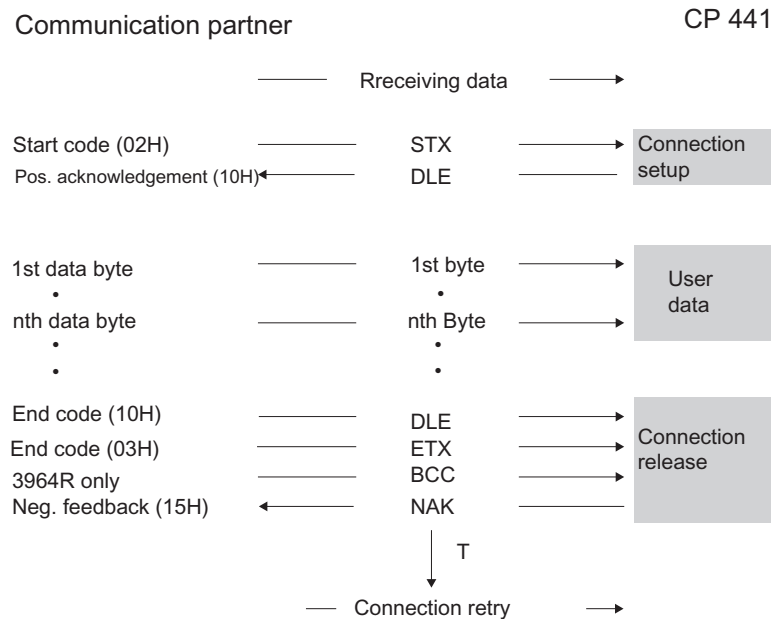 Communication partner
CP 441
Rreceiving data
Start code (02H)
STX
Connection
setup
Pos. acknowledgement (10H)
DLE
1st data byte
1st byte
User
data
nth data byte
nth Byte
End code (10H)
DLE
End code (03H)
ETX
Connection
release
3964R only
BCC
Neg. feedback (15H)
NAK
T
Connection retry